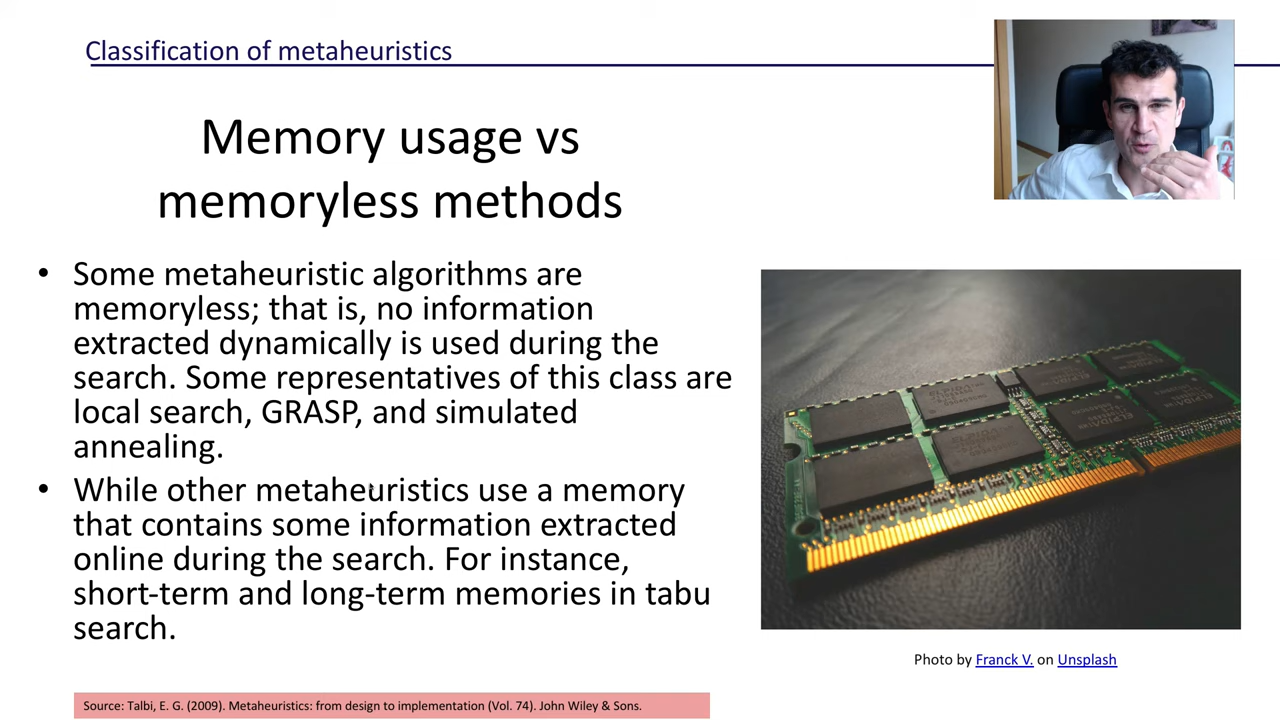 Classification of metaheuristics
Memory usage vs
memoryless methods
• Some metaheuristic algorithms are
memoryless; that is, no information
extracted dynamically is used during the
search. Some representatives of this class are
local search, GRASP, and simulated
annealing.
• While other metaheuristics use a memory
that contains some information extracted
online during the search. For instance,
short-term and long-term memories in tabu
search.
Photo by Franck V. on Unsplash
Source: Talbi, E. G. (2009). Metaheuristics: from design to implementation (Vol. 74). John Wiley & Sons.